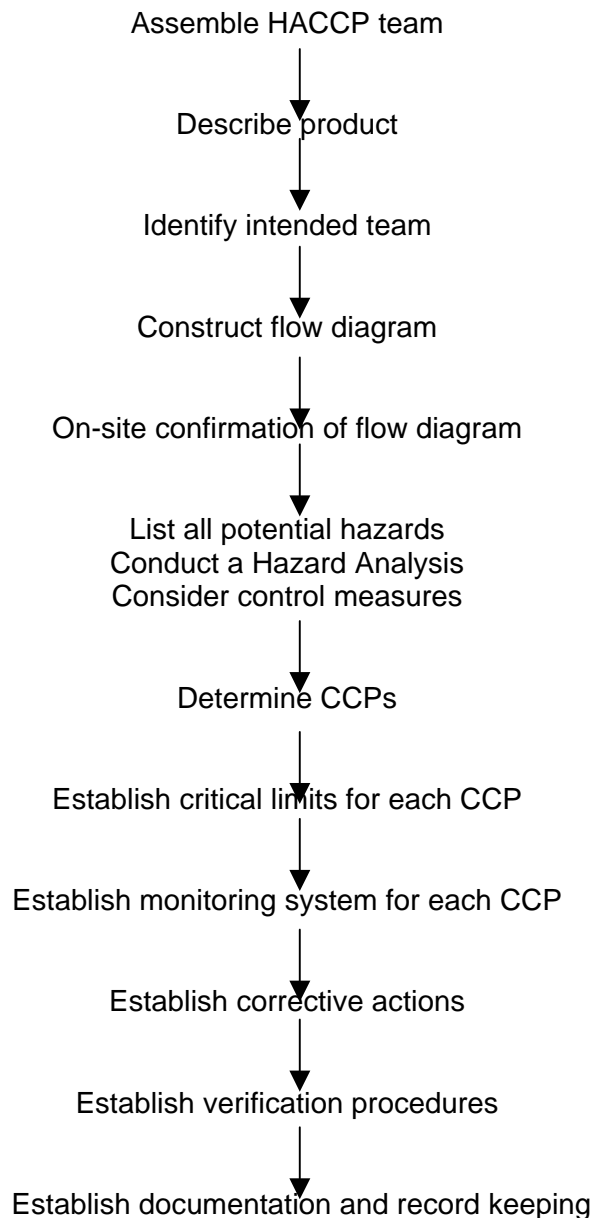 Assemble HACCP team
Describe product
Identify intended team
Construct flow diagram
On-site confirmation of flow diagram
List all potential hazards
Conduct a Hazard Analysis
Consider control measures
Determine CCPs
Establish critical limits for each CCP
Establish monitoring system for each CCP
Establish corrective actions
Establish verification procedures
Establish documentation and record keeping